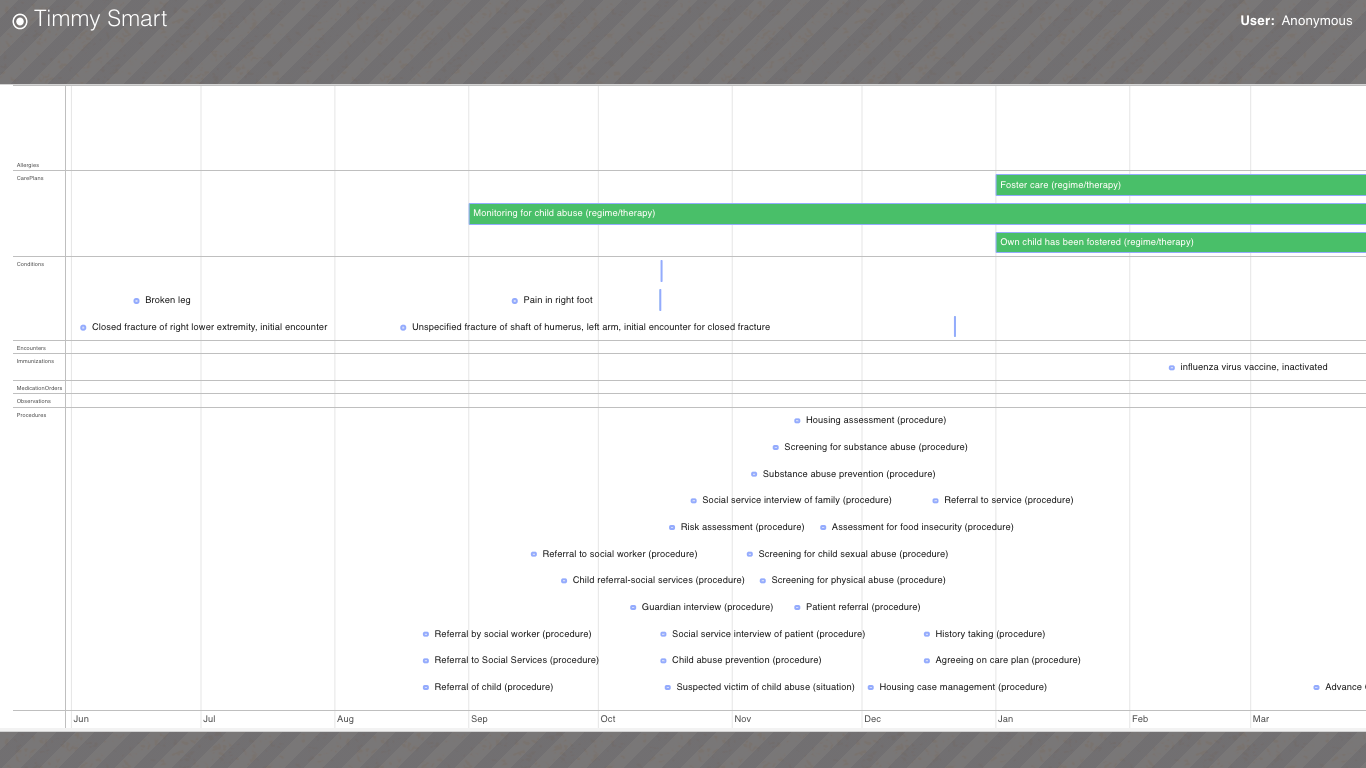 Timmy Smart
User: Anonymous
Allergies
CarePlans
Foster care (regime/therapy)
Monitoring for child abuse (regime/therapy)
Own child has been fostered (regime/therapy)
Conditions
Broken leg
Pain in right foot
Closed fracture of right lower extremity, initial encounter
Unspecified fracture of shaft of humerus, left arm, initial encounter for closed fracture
Encounters
Immunizations
influenza virus vaccine, inactivated
MedicationOrders
Observations
Procedures
Housing assessment (procedure)
Screening for substance abuse (procedure)
Substance abuse prevention (procedure)
Social service interview of family (procedure)
Referral to service (procedure)
Risk assessment (procedure)
Assessment for food insecurity (procedure)
Referral to social worker (procedure)
Screening for child sexual abuse (procedure)
Child referral-social services (procedure)
Screening for physical abuse (procedure)
Guardian interview (procedure)
Patient referral (procedure)
Referral by social worker (procedure)
Social service interview of patient (procedure)
History taking (procedure)
Referral to Social Services (procedure)
Child abuse prevention (procedure)
Agreeing on care plan (procedure)
Referral of child (procedure)
Suspected victim of child abuse (situation)
Housing case management (procedure)
Advance
Jun Jul Aug Sep Oct Nov Dec Jan Feb Mar